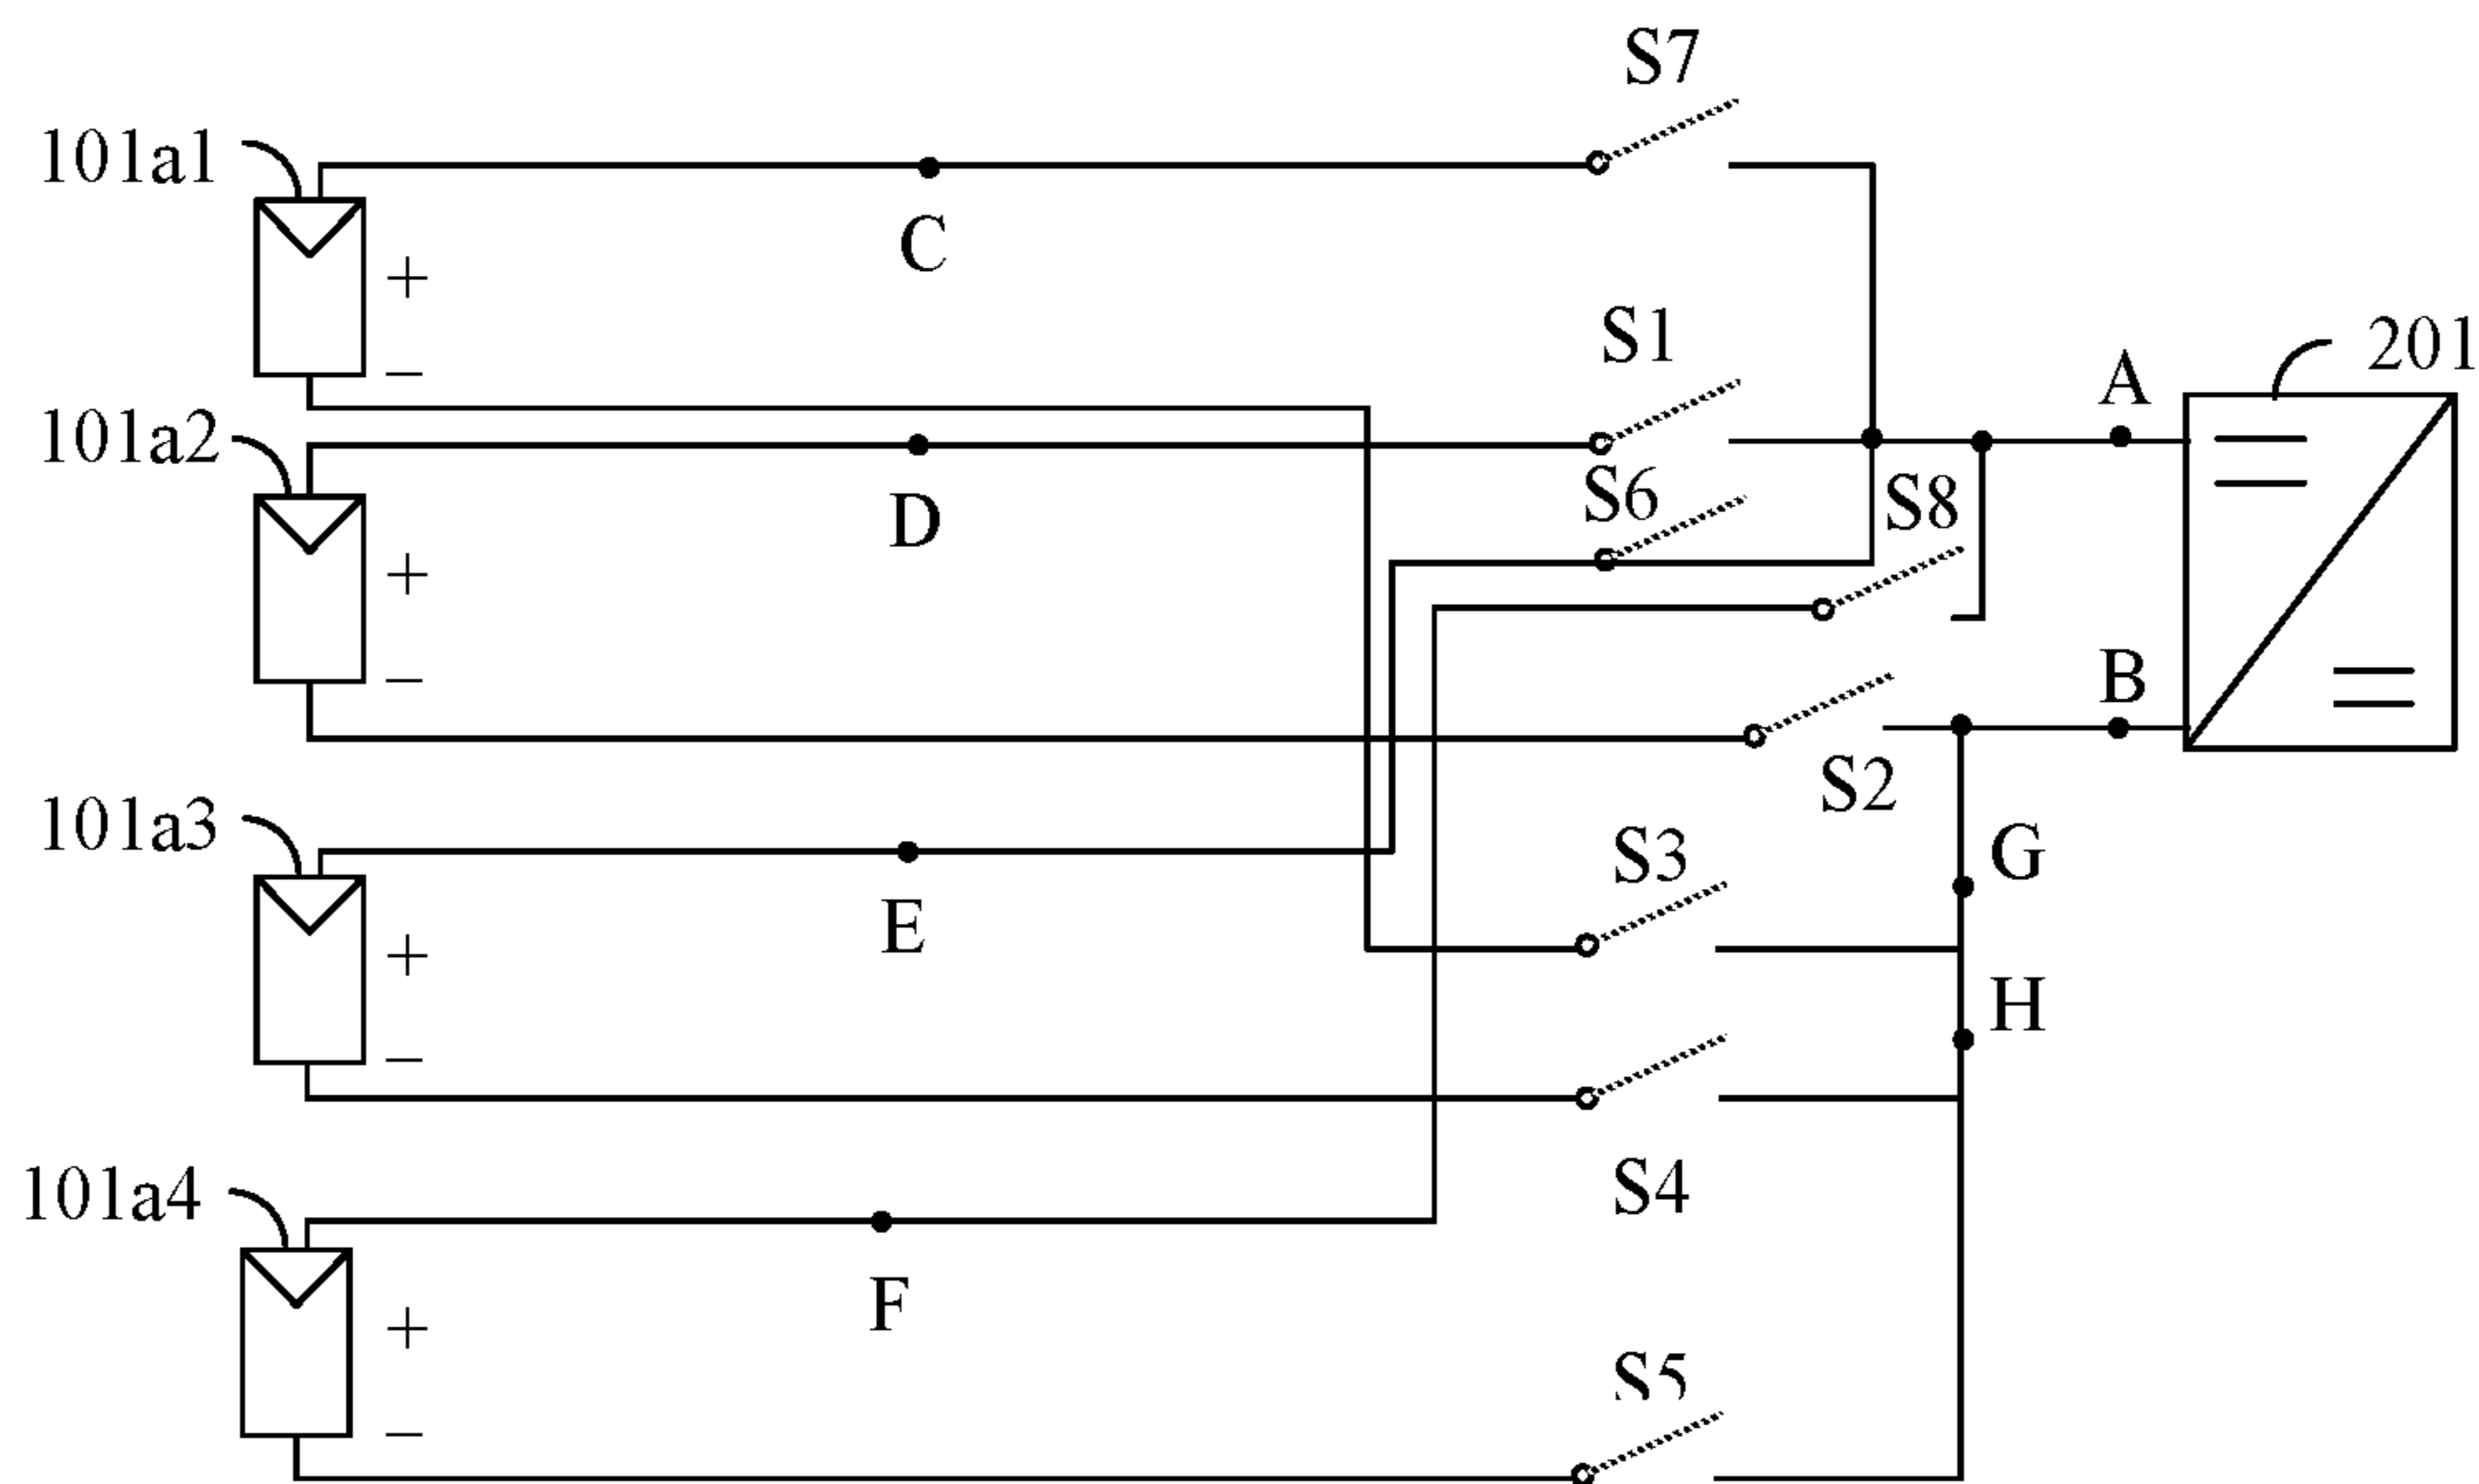 S7
101a1
C
+
S1
201
A
–
101a2
S6
S8
D
+
B
–
S2
101a3
S3
G
E
+
H
–
S4
101a4
F
+
S5
–